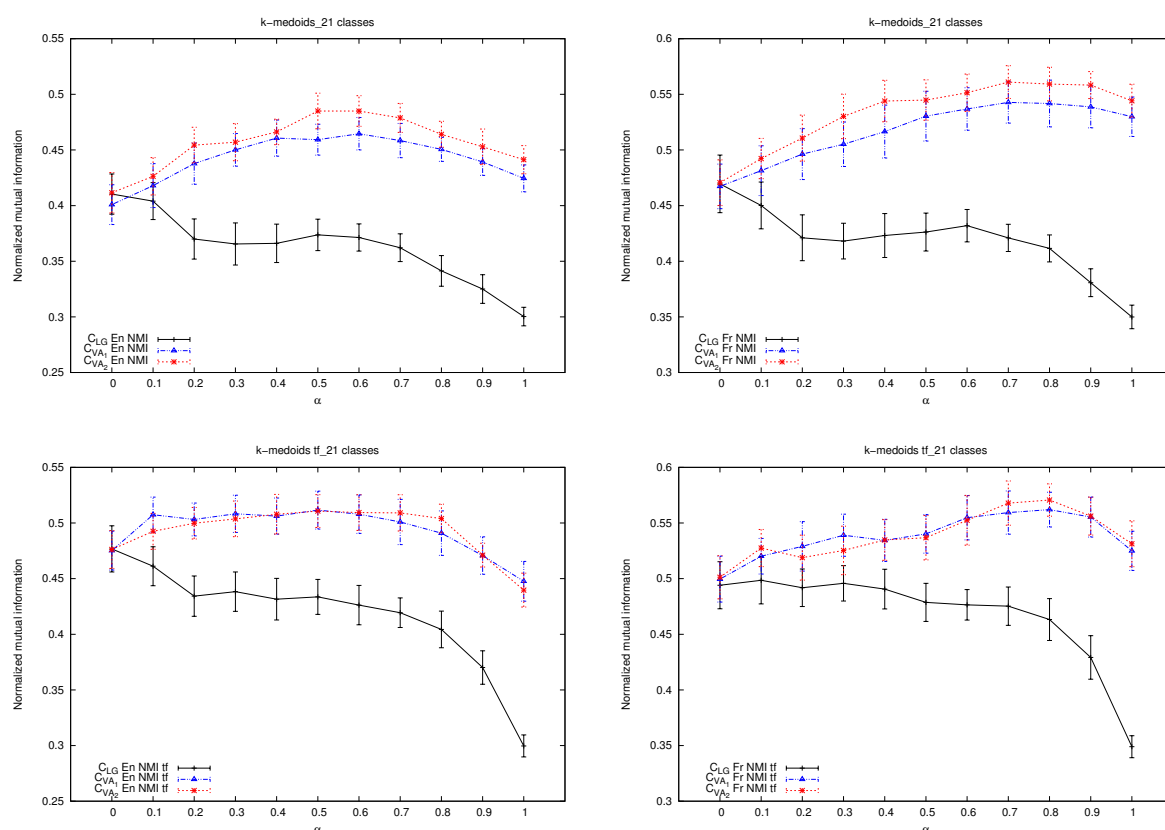 k-medoids_21 classes
0.55
0.5
0.45
0.4
0.35
0.3
0.25
Normalized mutual information
C_LG En NMI
C_VA_1 En NMI
C_VA_2 En NMI
0 0.1 0.2 0.3 0.4 0.5 0.6 0.7 0.8 0.9 1
α
k-medoids_21 classes
0.6
0.55
0.5
0.45
0.4
0.35
0.3
Normalized mutual information
C_LG Fr NMI
C_VA_1 Fr NMI
C_VA_2 Fr NMI
0 0.1 0.2 0.3 0.4 0.5 0.6 0.7 0.8 0.9 1
α
k-medoids tf_21 classes
0.55
0.5
0.45
0.4
0.35
0.3
0.25
Normalized mutual information
C_LG En NMI tf
C_VA_1 En NMI tf
C_VA_2 En NMI tf
0 0.1 0.2 0.3 0.4 0.5 0.6 0.7 0.8 0.9 1
α
k-medoids tf_21 classes
0.6
0.55
0.5
0.45
0.4
0.35
0.3
Normalized mutual information
C_LG Fr NMI tf
C_VA_1 Fr NMI tf
C_VA_2 Fr NMI tf
0 0.1 0.2 0.3 0.4 0.5 0.6 0.7 0.8 0.9 1
α